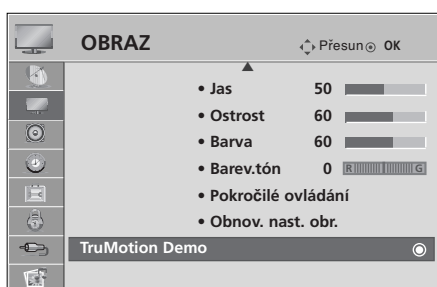 OBRAZ Přesun OK
• Jas 50
• Ostrost 60
• Barva 60
• Barev.tón 0 R G
• Pokročilé ovládání
• Obnov. nast. obr.
TruMotion Demo